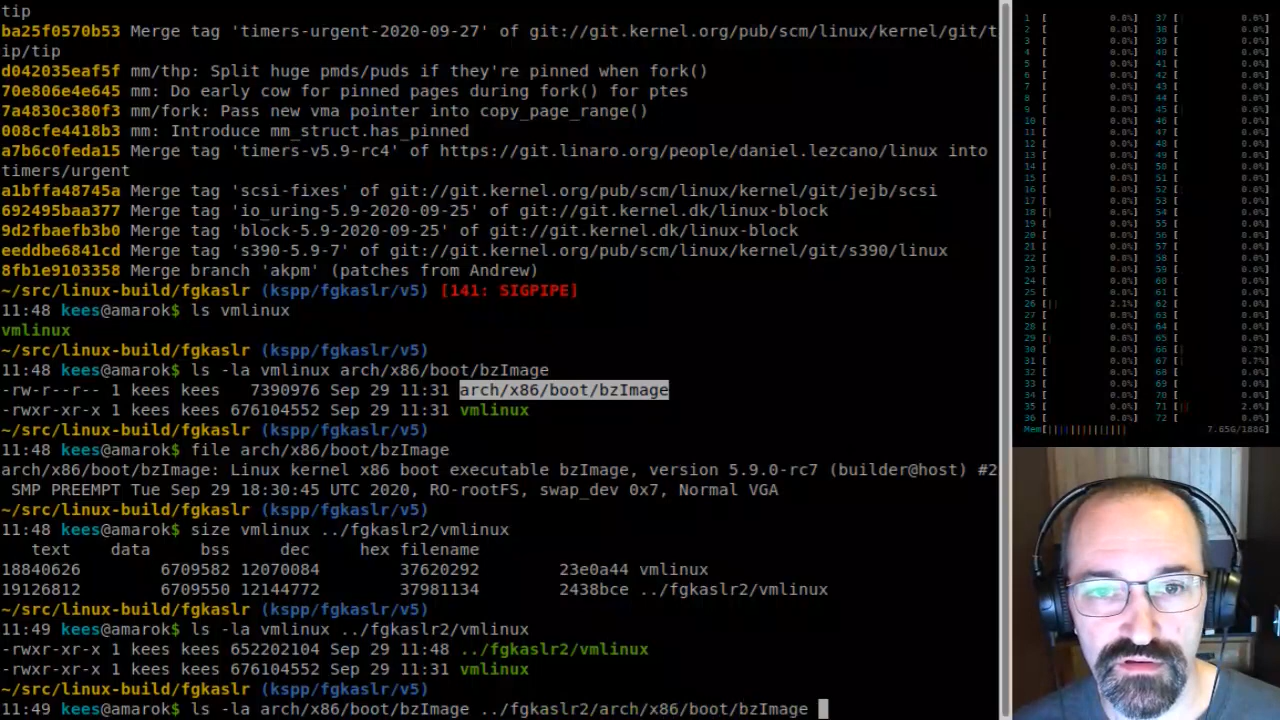 tip
ba25f0570b53 Merge tag 'timers-urgent-2020-09-27' of git://git.kernel.org/pub/scm/linux/kernel/git/t
ip/tip
d042035eaf5f mm/thp: Split huge pmds/puds if they're pinned when fork()
70e806e4e645 mm: Do early cow for pinned pages during fork() for ptes
7a4830c380f3 mm/fork: Pass new vma pointer into copy_page_range()
008cfe4418b3 mm: Introduce mm_struct.has_pinned
a7b6c0feda15 Merge tag 'timers-v5.9-rc4' of https://git.linaro.org/people/daniel.lezcano/linux into
timers/urgent
a1bffa48745a Merge tag 'scsi-fixes' of git://git.kernel.org/pub/scm/linux/kernel/git/jejb/scsi
692495baa377 Merge tag 'io_uring-5.9-2020-09-25' of git://git.kernel.dk/linux-block
9d2fbaefb3b0 Merge tag 'block-5.9-2020-09-25' of git://git.kernel.dk/linux-block
eeddbe6841cd Merge tag 's390-5.9-7' of git://git.kernel.org/pub/scm/linux/kernel/git/s390/linux
8fb1e9103358 Merge branch 'akpm' (patches from Andrew)
~/src/linux-build/fgkaslr (kspp/fgkaslr/v5) [141: SIGPIPE]
11:48 kees@amarok$ ls vmlinux
vmlinux
~/src/linux-build/fgkaslr (kspp/fgkaslr/v5)
11:48 kees@amarok$ ls -la vmlinux arch/x86/boot/bzImage
-rw-r--r-- 1 kees kees 7390976 Sep 29 11:31 arch/x86/boot/bzImage
-rwxr-xr-x 1 kees kees 676104552 Sep 29 11:31 vmlinux
~/src/linux-build/fgkaslr (kspp/fgkaslr/v5)
11:48 kees@amarok$ file arch/x86/boot/bzImage
arch/x86/boot/bzImage: Linux kernel x86 boot executable bzImage, version 5.9.0-rc7 (builder@host) #2
SMP PREEMPT Tue Sep 29 18:30:45 UTC 2020, RO-rootFS, swap_dev 0x7, Normal VGA
~/src/linux-build/fgkaslr (kspp/fgkaslr/v5)
11:48 kees@amarok$ size vmlinux ../fgkaslr2/vmlinux
text data bss dec hex filename
18840626 6709582 12070084 37620292 23e0a44 vmlinux
19126812 6709550 12144772 37981134 2438bce ../fgkaslr2/vmlinux
~/src/linux-build/fgkaslr (kspp/fgkaslr/v5)
11:49 kees@amarok$ ls -la vmlinux ../fgkaslr2/vmlinux
-rwxr-xr-x 1 kees kees 652202104 Sep 29 11:48 ../fgkaslr2/vmlinux
-rwxr-xr-x 1 kees kees 676104552 Sep 29 11:31 vmlinux
~/src/linux-build/fgkaslr (kspp/fgkaslr/v5)
11:49 kees@amarok$ ls -la arch/x86/boot/bzImage ../fgkaslr2/arch/x86/boot/bzImage
Mem[ 7.65G/188G]